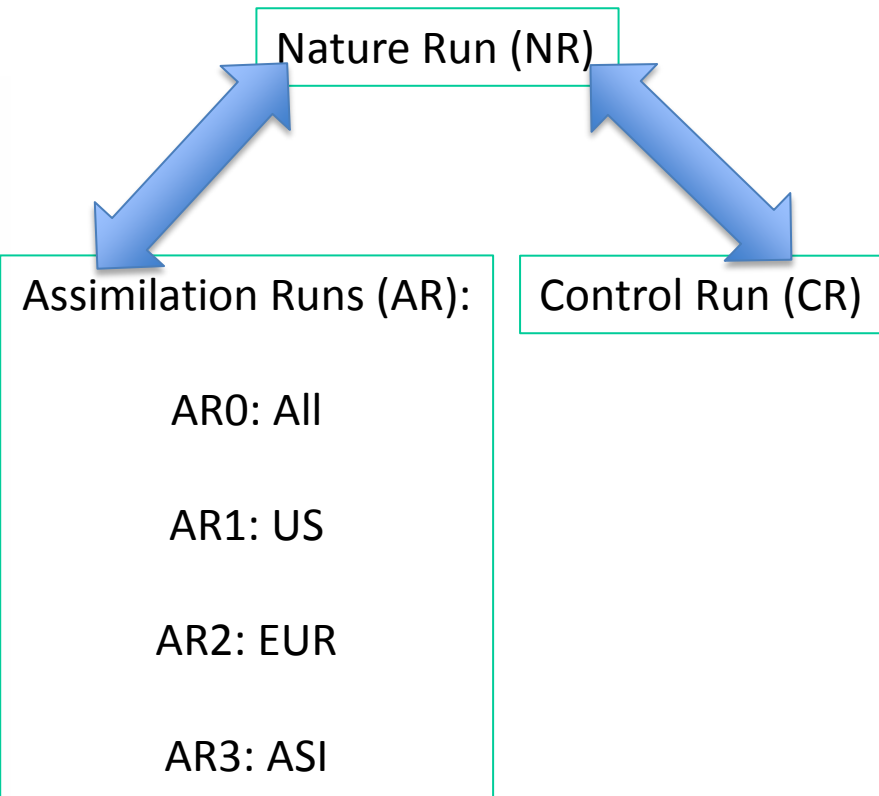 Nature Run (NR)
Assimilation Runs (AR):
Control Run (CR)
AR0: All
AR1: US
AR2: EUR
AR3: ASI